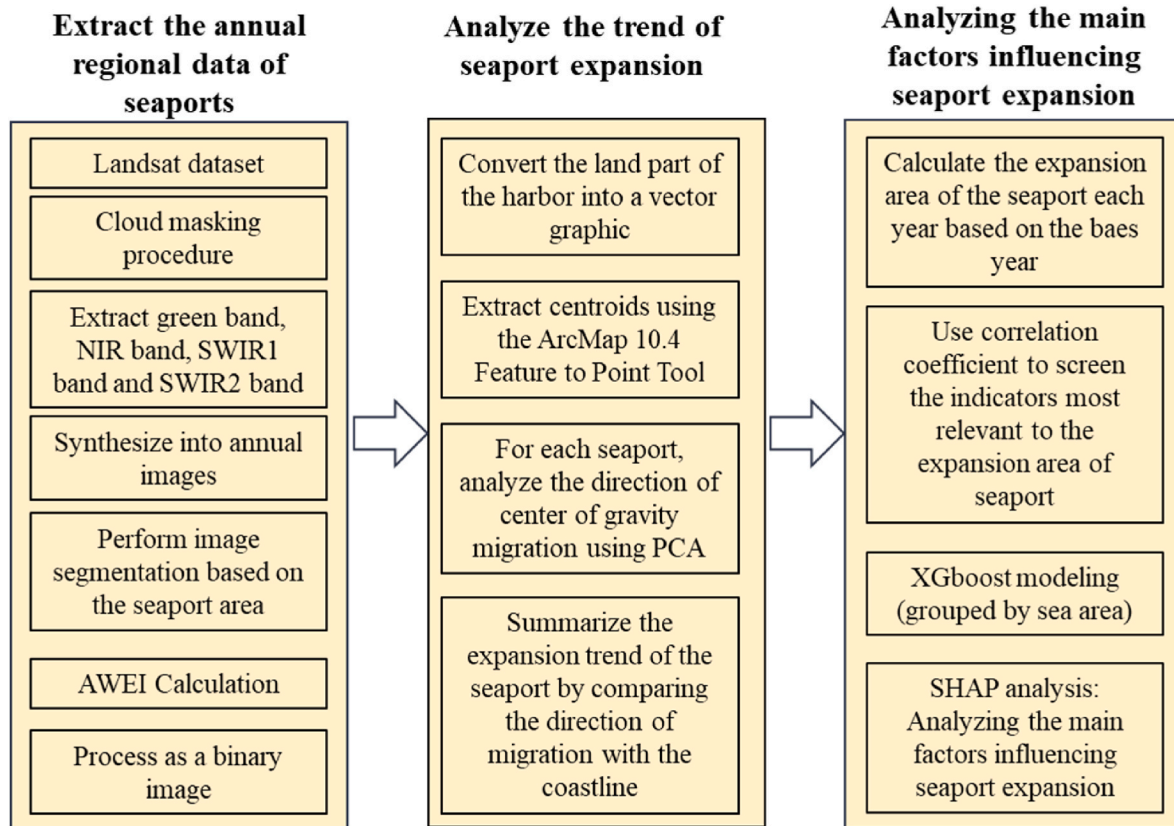 Extract the annual
regional data of
seaports
Landsat dataset
Cloud masking
procedure
Extract green band,
NIR band, SWIR1
band and SWIR2 band
Synthesize into annual
images
Perform image
segmentation based on
the seaport area
AWEI Calculation
Process as a binary
image
Analyze the trend of
seaport expansion
Convert the land part of
the harbor into a vector
graphic
Extract centroids using
the ArcMap 10.4
Feature to Point Tool
For each seaport,
analyze the direction of
center of gravity
migration using PCA
Summarize the
expansion trend of the
seaport by comparing
the direction of
migration with the
coastline
Analyzing the main
factors influencing
seaport expansion
Calculate the expansion
area of the seaport each
year based on the baes
year
Use correlation
coefficient to screen
the indicators most
relevant to the
expansion area of
seaport
XGboost modeling
(grouped by sea area)
SHAP analysis:
Analyzing the main
factors influencing
seaport expansion